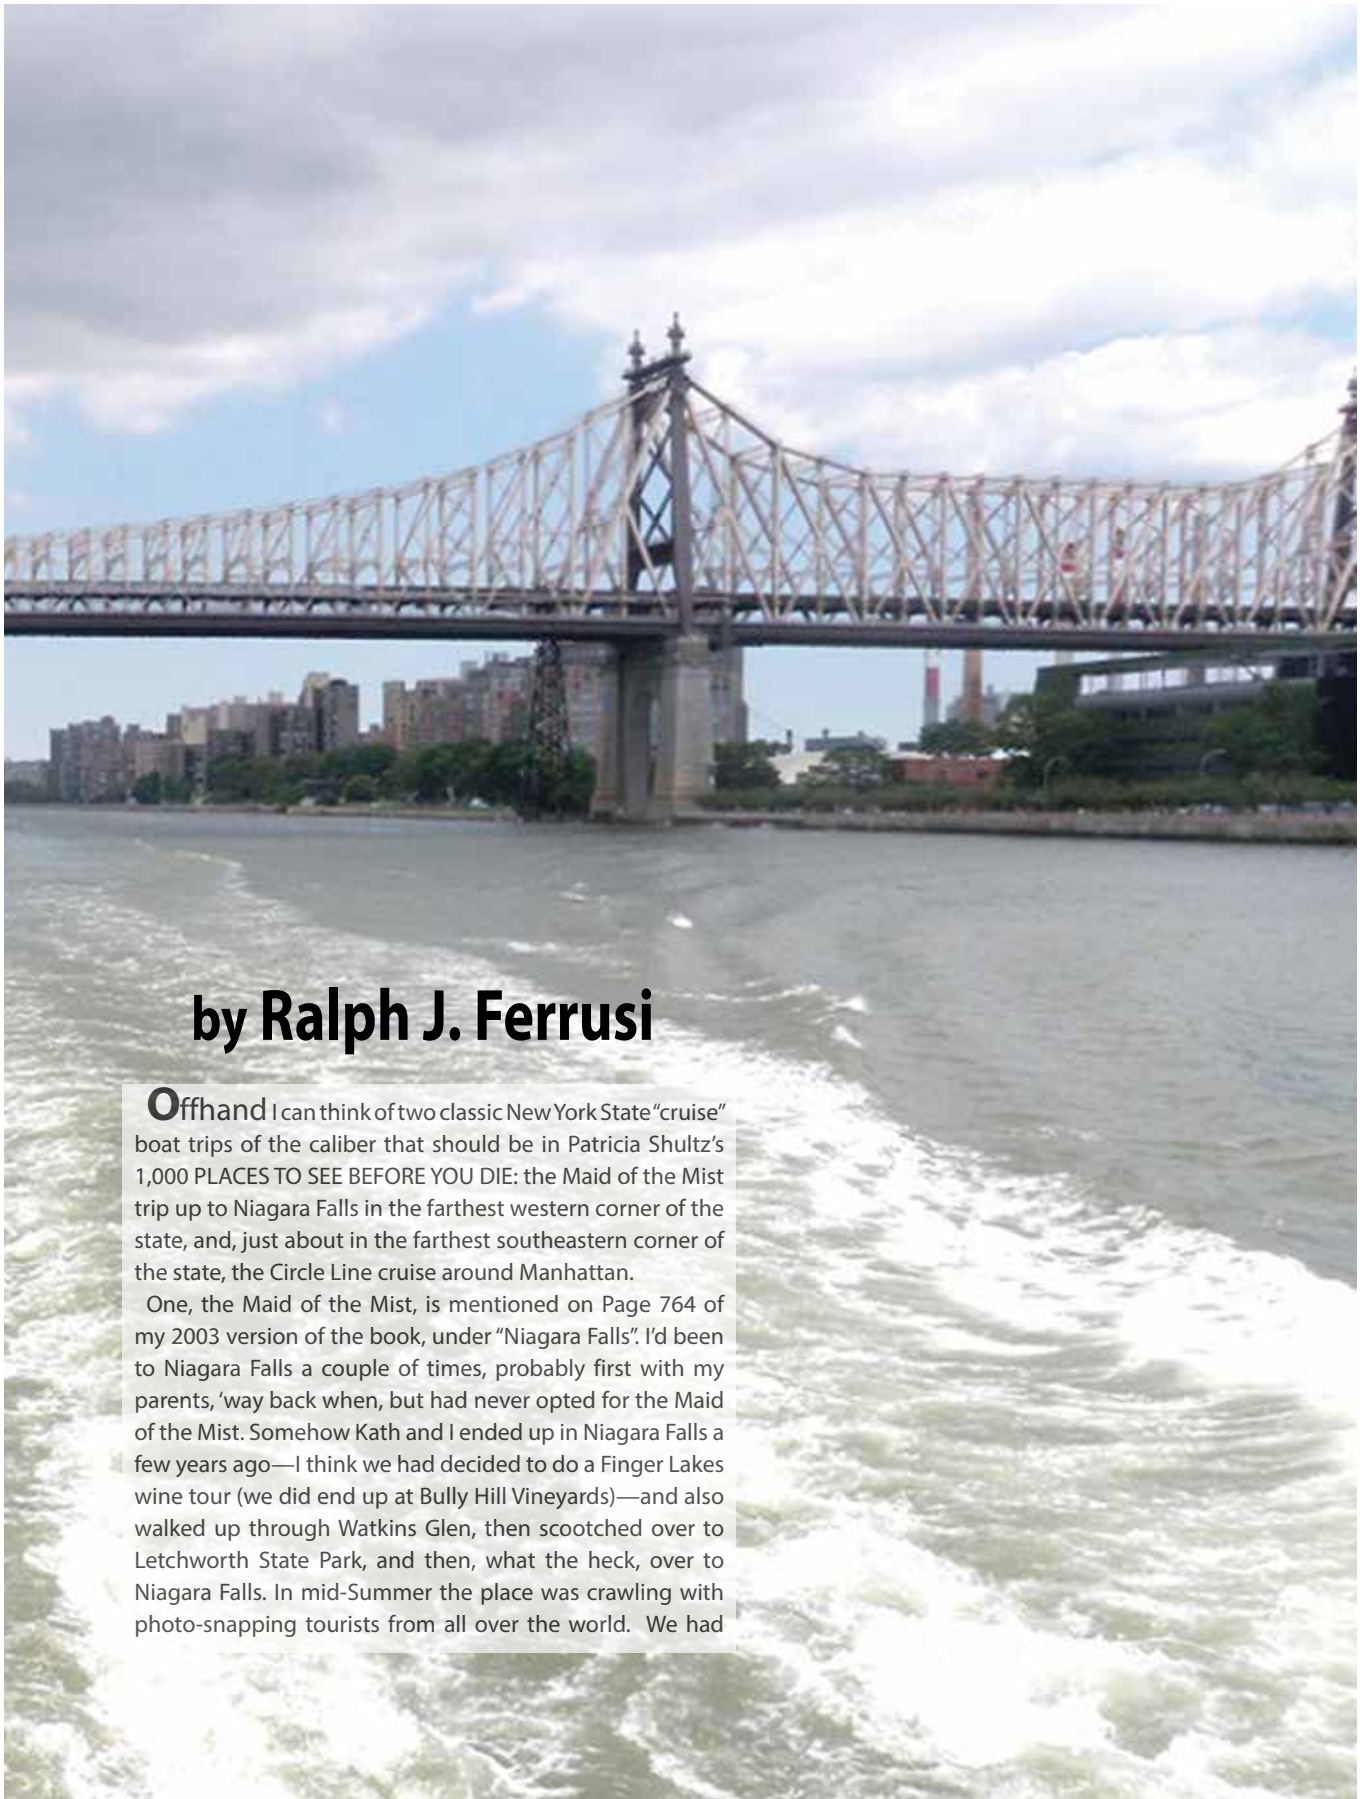 by Ralph J. Ferrusi
Offhand I can think of two classic New York State “cruise”
boat trips of the caliber that should be in Patricia Shultz’s
1,000 PLACES TO SEE BEFORE YOU DIE: the Maid of the Mist
trip up to Niagara Falls in the farthest western corner of the
state, and, just about in the farthest southeastern corner of
the state, the Circle Line cruise around Manhattan.
One, the Maid of the Mist, is mentioned on Page 764 of
my 2003 version of the book, under “Niagara Falls”. I’d been
to Niagara Falls a couple of times, probably first with my
parents, ‘way back when, but had never opted for the Maid
of the Mist. Somehow Kath and I ended up in Niagara Falls a
few years ago—I think we had decided to do a Finger Lakes
wine tour (we did end up at Bully Hill Vineyards)—and also
walked up through Watkins Glen, then scootched over to
Letchworth State Park, and then, what the heck, over to
Niagara Falls. In mid-Summer the place was crawling with
photo-snapping tourists from all over the world.  We had